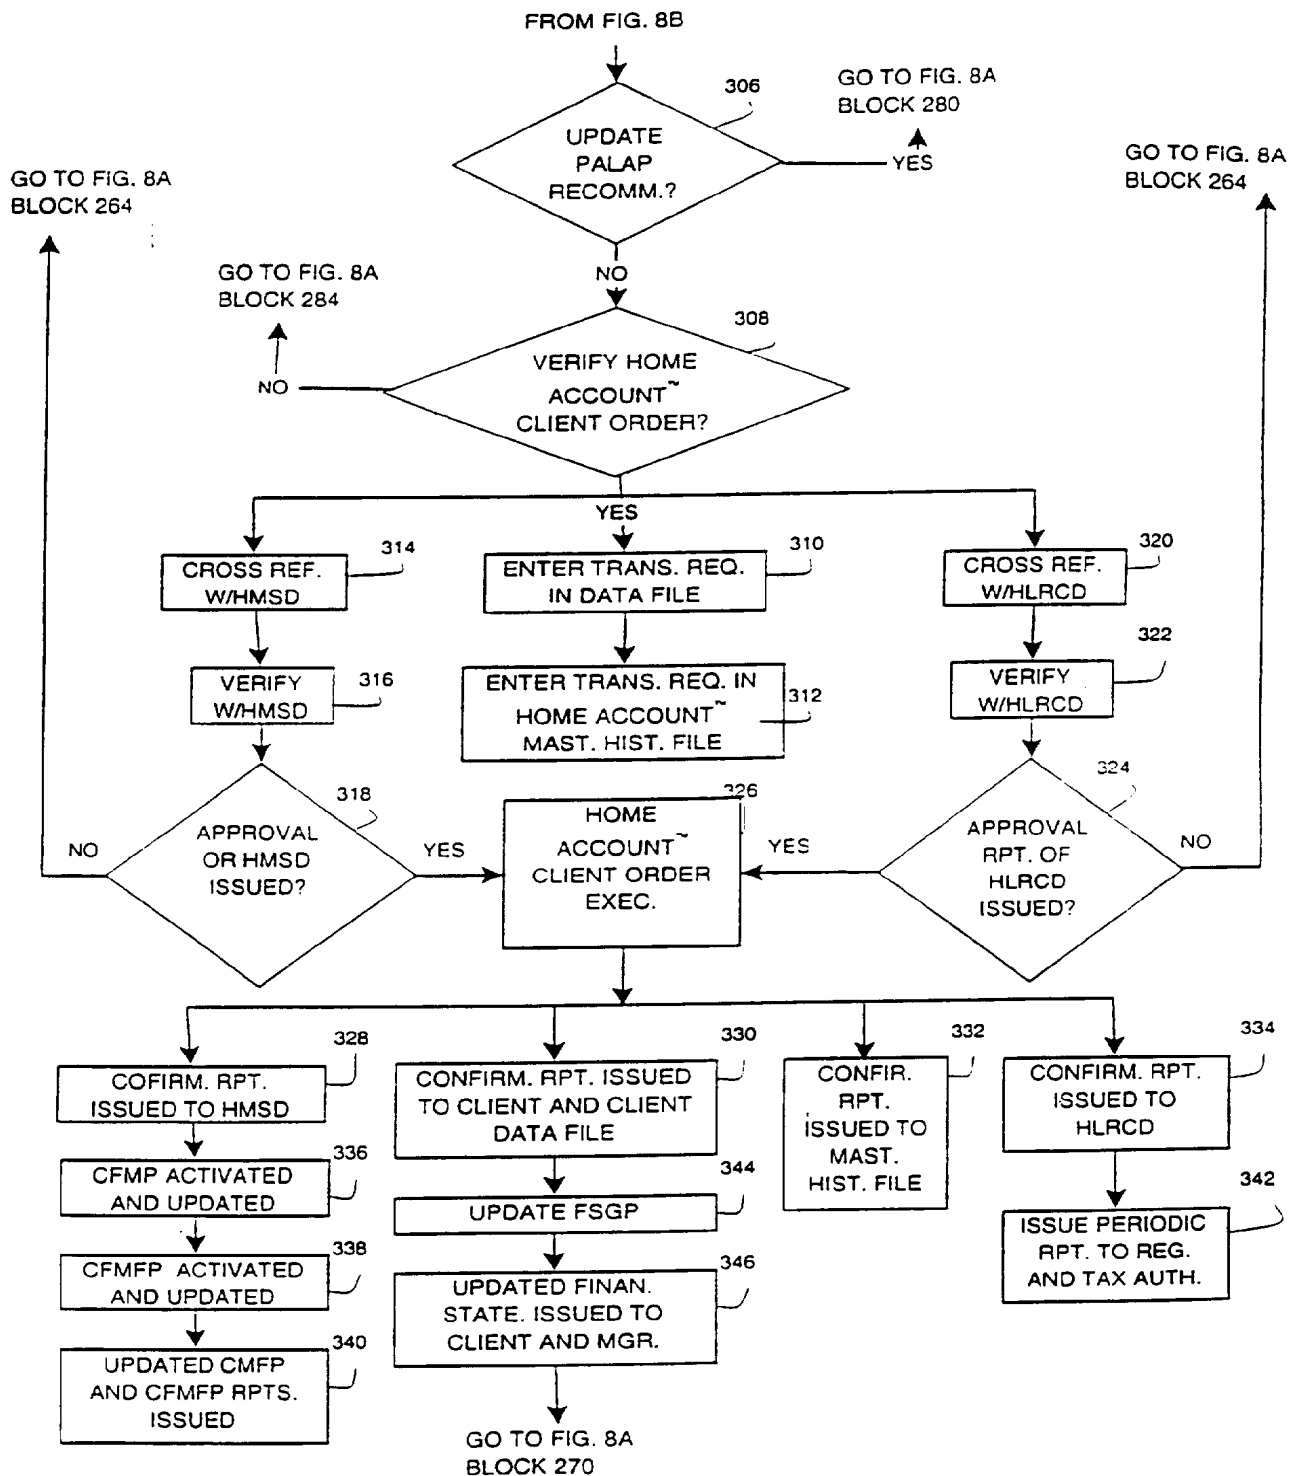 FROM FIG. 8B
306
GO TO FIG. 8A
BLOCK 280
UPDATE
PALAP
RECOMM.?
YES
GO TO FIG. 8A
BLOCK 264
GO TO FIG. 8A
BLOCK 264
NO
GO TO FIG. 8A
BLOCK 284
308
VERIFY HOME
ACCOUNT~
CLIENT ORDER?
NO
YES
314
CROSS REF.
W/HMSD
310
ENTER TRANS. REQ.
IN DATA FILE
320
CROSS REF.
W/HLRCD
316
VERIFY
W/HMSD
ENTER TRANS. REQ. IN
HOME ACCOUNT~
MAST. HIST. FILE
312
322
VERIFY
W/HLRCD
318
APPROVAL
OR HMSD
ISSUED?
NO
YES
326
HOME
ACCOUNT~
CLIENT ORDER
EXEC.
324
APPROVAL
RPT. OF
HLRCD
ISSUED?
YES
NO
328
COFIRM. RPT.
ISSUED TO HMSD
330
CONFIRM. RPT. ISSUED
TO CLIENT AND CLIENT
DATA FILE
332
CONFIR.
RPT.
ISSUED TO
MAST.
HIST. FILE
334
CONFIRM. RPT.
ISSUED TO
HLRCD
336
CFMP ACTIVATED
AND UPDATED
344
UPDATE FSGP
342
ISSUE PERIODIC
RPT. TO REG.
AND TAX AUTH.
338
CFMFP ACTIVATED
AND UPDATED
346
UPDATED FINAN.
STATE. ISSUED TO
CLIENT AND MGR.
340
UPDATED CMFP
AND CFMFP RPTS.
ISSUED
GO TO FIG. 8A
BLOCK 270